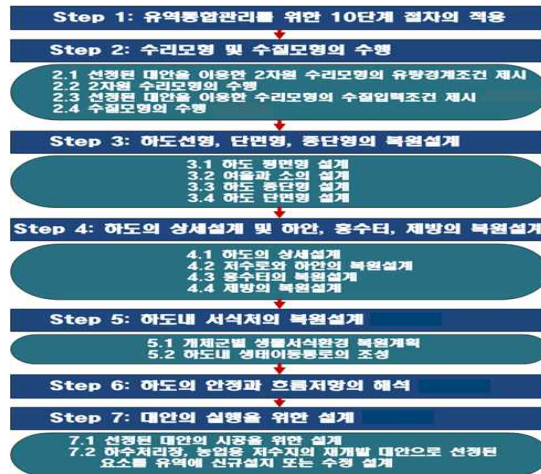 Step 1: 유역통합관리를 위한 10단계 절차의 적용
Step 2: 수리모형 및 수질모형의 수행
2.1 선정된 대안을 이용한 2차원 수리모형의 유량경계조건 제시
2.2 2차원 수리모형의 수행
2.3 선정된 대안을 이용한 수리모형의 수질입력조건 제시
2.4 수질모형의 수행
Step 3: 하도선형, 단면형, 종단형의 복원설계
3.1 하도 평면형 설계
3.2 여울과 소의 설계
3.3 하도 종단형 설계
3.4 하도 단면형 설계
Step 4: 하도의 상세설계 및 하안, 홍수터, 제방의 복원설계
4.1 하도의 상세설계
4.2 저수로와 하안의 복원설계
4.3 홍수터의 복원설계
4.4 제방의 복원설계
Step 5: 하도내 서식처의 복원설계
5.1 개체군별 생물서식환경 복원계획
5.2 하도내 생태이동통로의 조성
Step 6: 하도의 안정과 흐름저항의 해석
Step 7: 대안의 실행을 위한 설계
7.1 선정된 대안의 시공을 위한 설계
7.2 하수처리장, 농업용 저수지의 재개발 대안으로 선정된
요소를 유역에 신규설치 또는 수정 설계